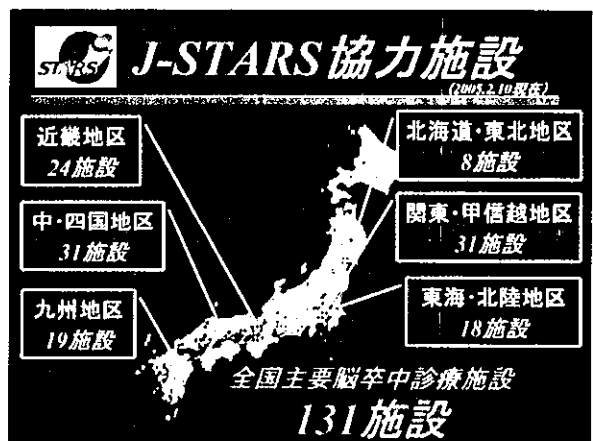 STARS
J-STARS協力施設
(2005.2.10現在)
近畿地区
24施設
中・四国地区
31施設
九州地区
19施設
北海道・東北地区
8施設
関東・甲信越地区
31施設
東海・北陸地区
18施設
全国主要脳卒中診療施設
131施設